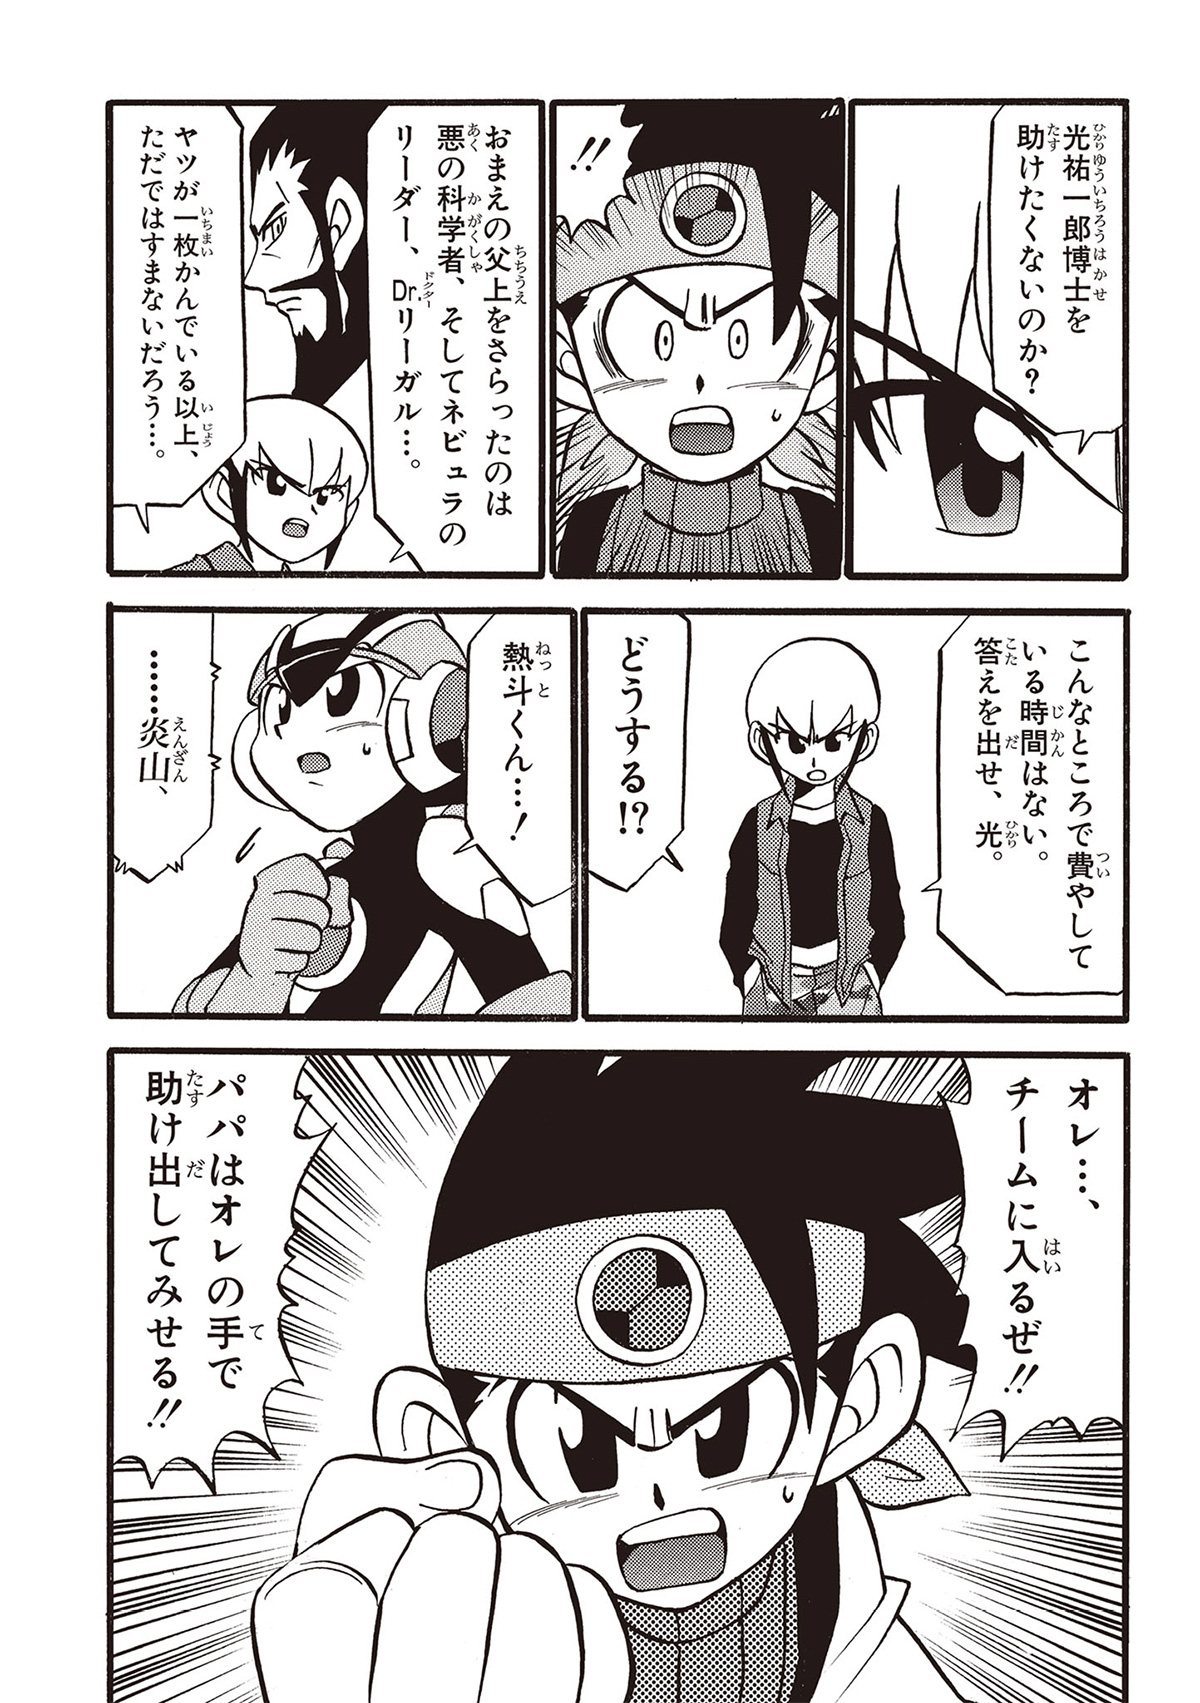 光祐一郎博士を
助けたくないのか？
!!
おまえの父上をさらったのは
悪の科学者、そしてネビュラの
リーダー、Dr.リーガル…。
ヤツが一枚かんでいる以上、
ただではすまないだろう…。
こんなところで費やして
いる時間はない。
答えを出せ、光。
どうする!?
熱斗くん…！
……炎山、
オレ…、
チームに入るぜ!!
パパはオレの手で
助け出してみせる!!